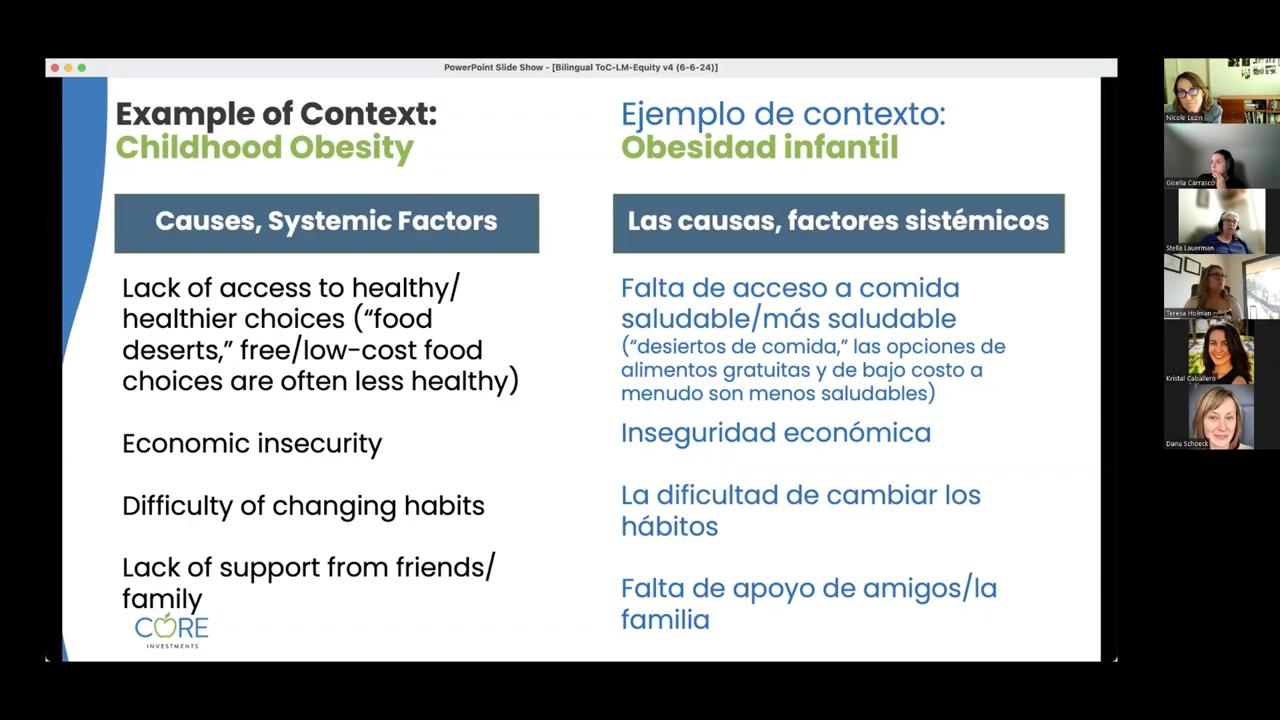 PowerPoint Slide Show - [Bilingual ToC-LM-Equity v4 (6-6-24)]
Example of Context:
Childhood Obesity
Causes, Systemic Factors
Lack of access to healthy/
healthier choices (“food
deserts,” free/low-cost food
choices are often less healthy)
Economic insecurity
Difficulty of changing habits
Lack of support from friends/
family
CORE
INVESTMENTS
Ejemplo de contexto:
Obesidad infantil
Las causas, factores sistémicos
Falta de acceso a comida
saludable/más saludable
(“desiertos de comida,” las opciones de
alimentos gratuitas y de bajo costo a
menudo son menos saludables)
Inseguridad económica
La dificultad de cambiar los
hábitos
Falta de apoyo de amigos/la
familia
Nicole Lezin
Gisella Carrasco
Stella Lauerman
Teresa Holman
Kristal Caballero
Danu Schoeck